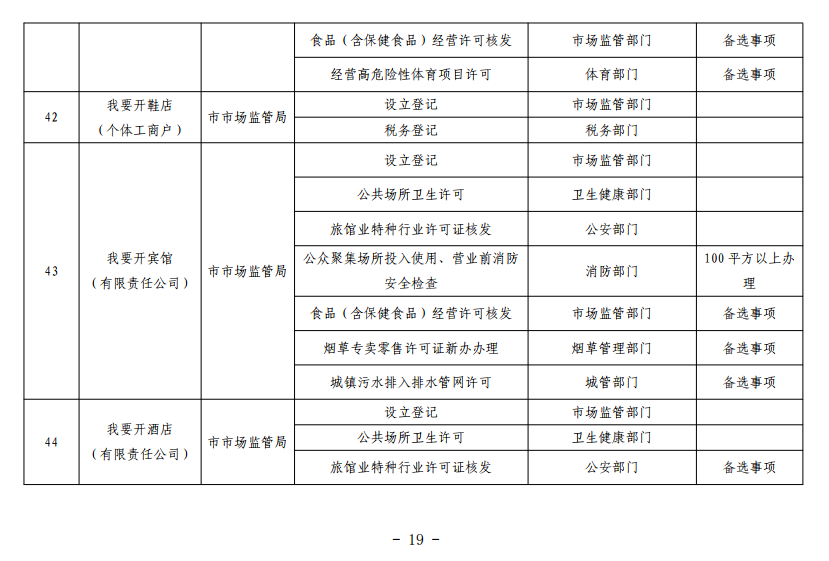 食品（含保健食品）经营许可核发 市场监管部门 备选事项
经营高危险性体育项目许可 体育部门 备选事项
42 我要开鞋店 市市场监管局 设立登记 市场监管部门
（个体工商户） 税务登记 税务部门
设立登记 市场监管部门
公共场所卫生许可 卫生健康部门
旅馆业特种行业许可证核发 公安部门
43 我要开宾馆 市市场监管局 公众聚集场所投入使用、营业前消防 消防部门 100 平方以上办
（有限责任公司） 安全检查 理
食品（含保健食品）经营许可核发 市场监管部门 备选事项
烟草专卖零售许可证新办办理 烟草管理部门 备选事项
城镇污水排入排水管网许可 城管部门 备选事项
44 我要开酒店 市市场监管局 设立登记 市场监管部门
（有限责任公司） 公共场所卫生许可 卫生健康部门
旅馆业特种行业许可证核发 公安部门 备选事项
- 19 -